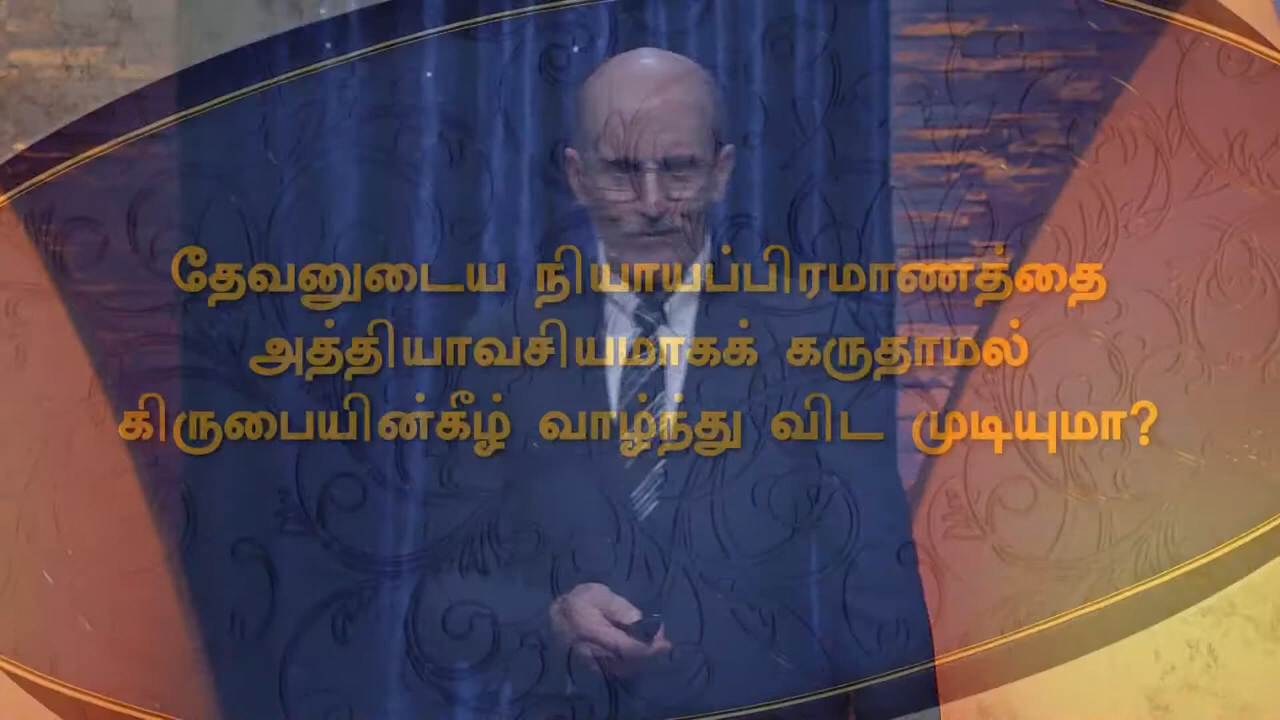 தேவனுடைய நியாயப்பிரமாணத்தை
அத்தியாவசியமாகக் கருதாமல்
கிருபையின்கீழ் வாழ்ந்து விட முடியுமா?